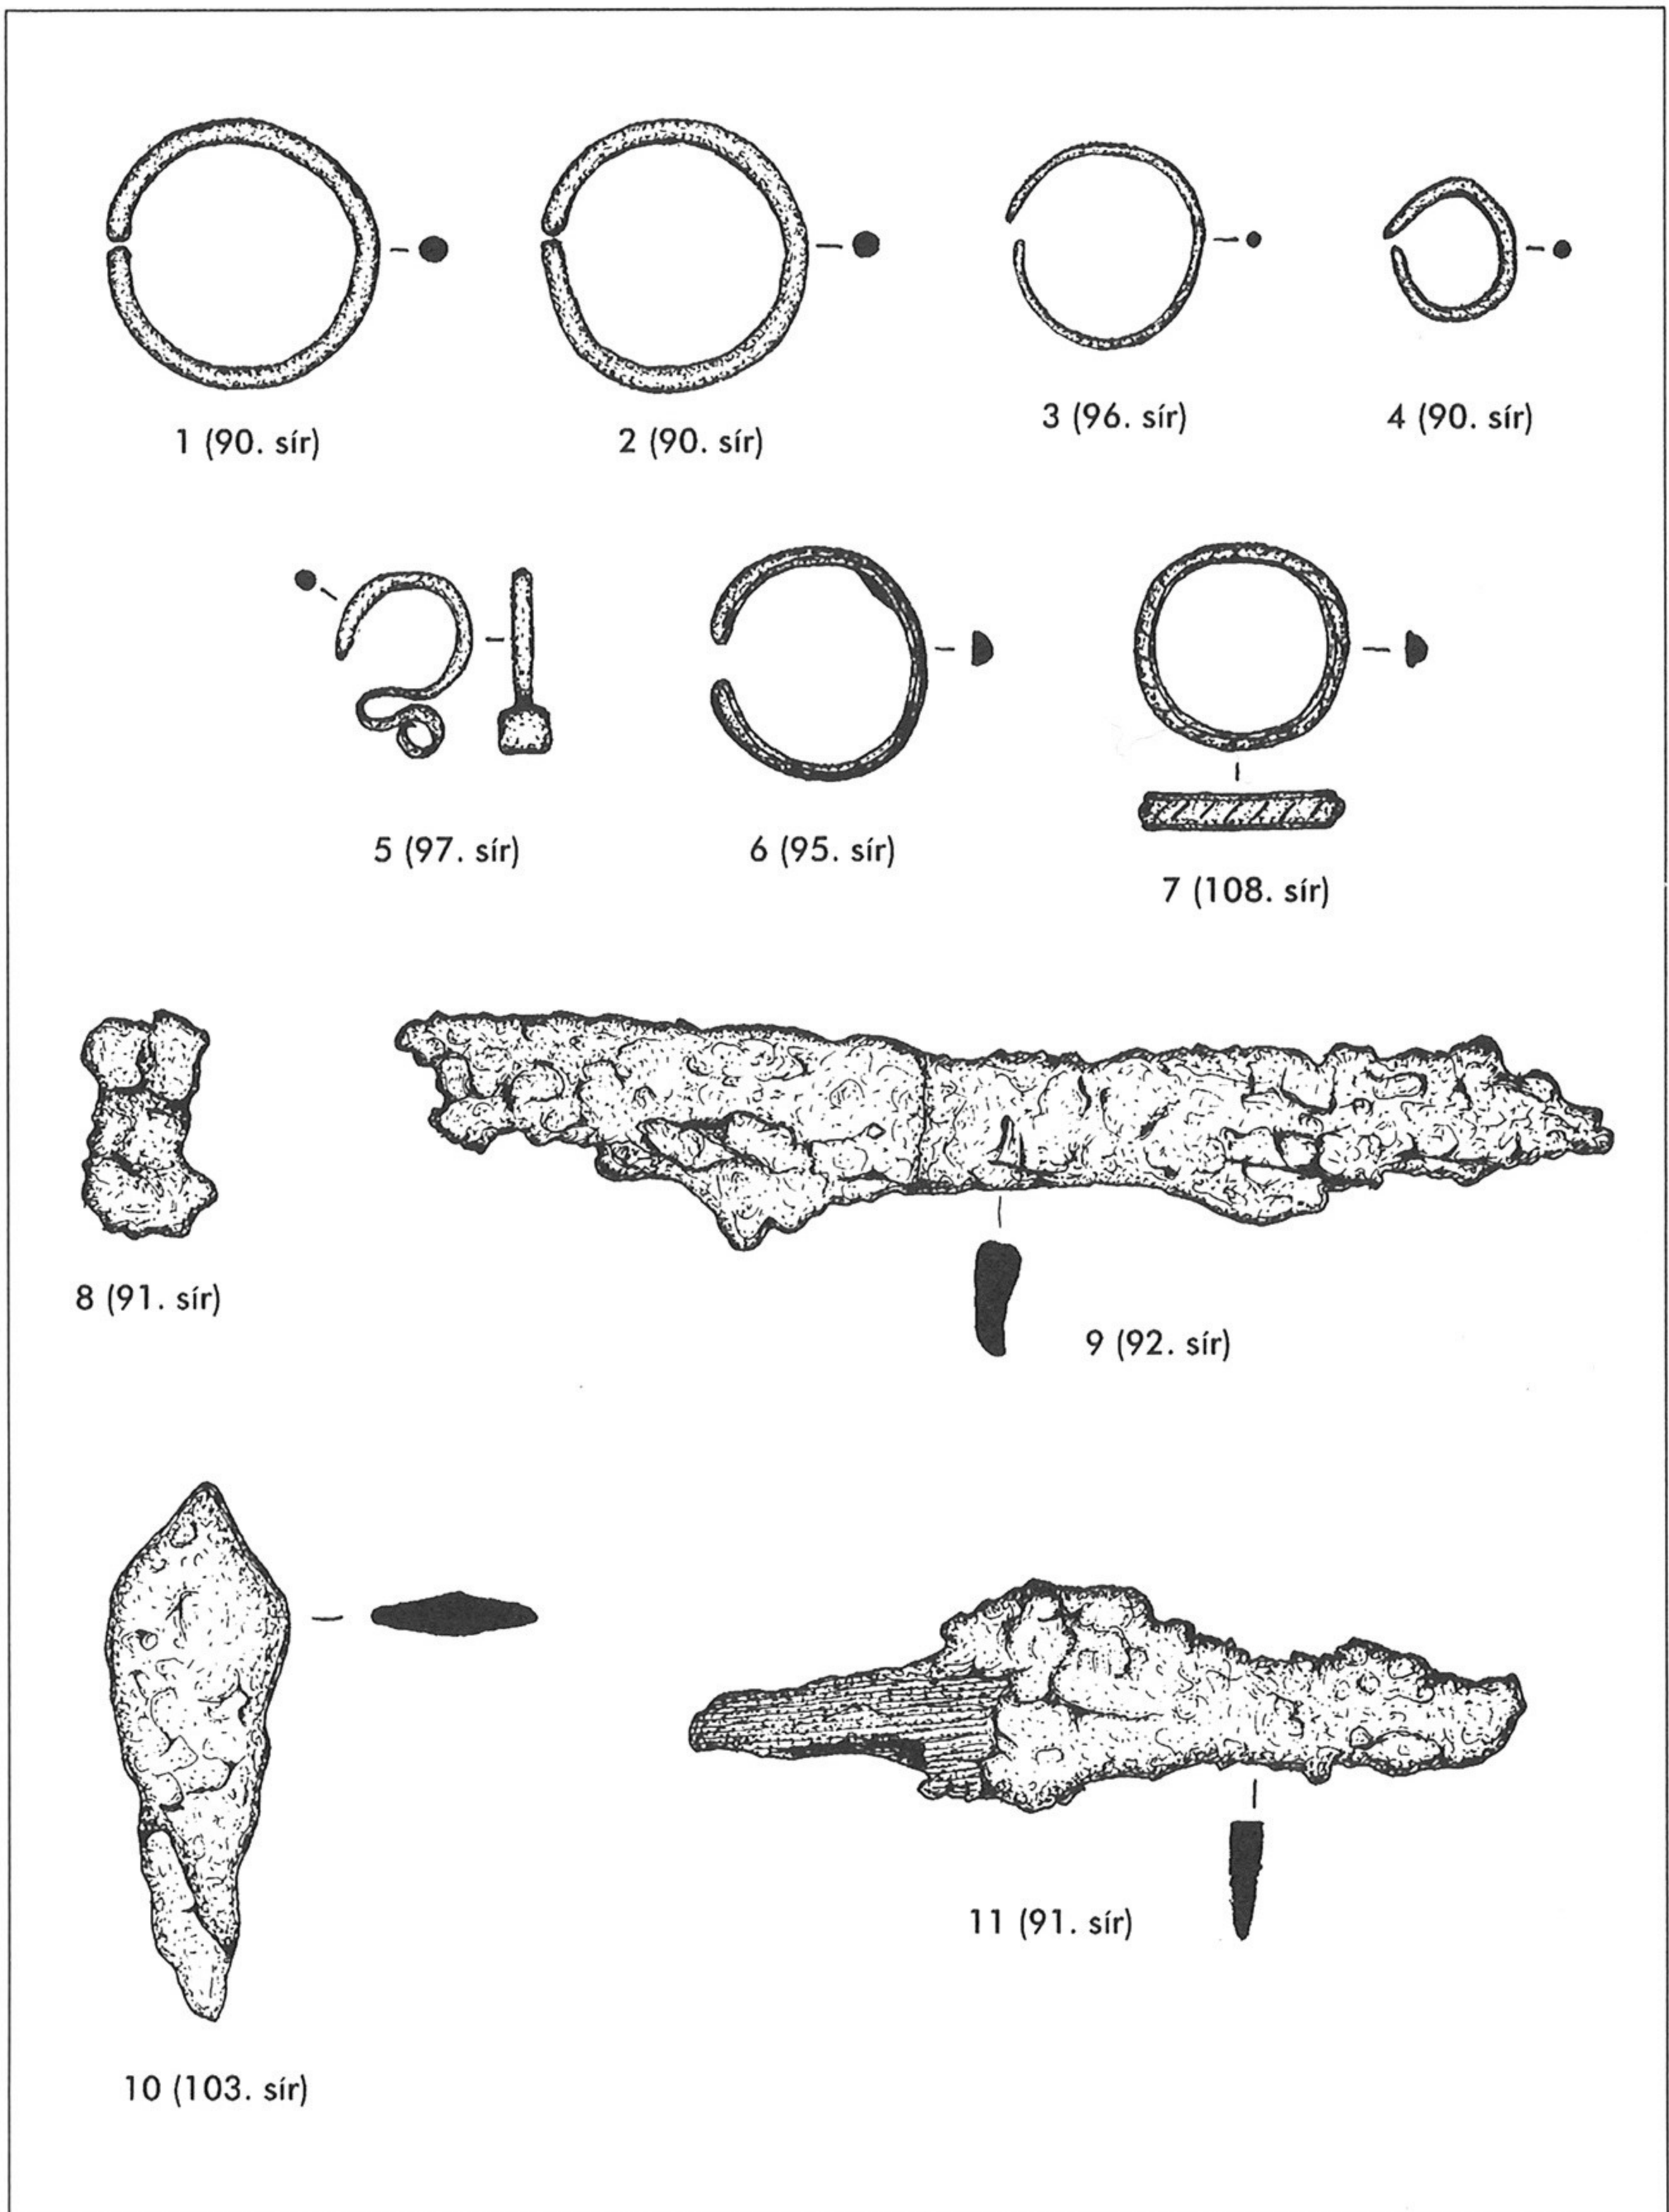 1 (90. sír)
2 (90. sír)
3 (96. sír)
4 (90. sír)
5 (97. sír)
6 (95. sír)
7 (108. sír)
8 (91. sír)
9 (92. sír)
10 (103. sír)
11 (91. sír)